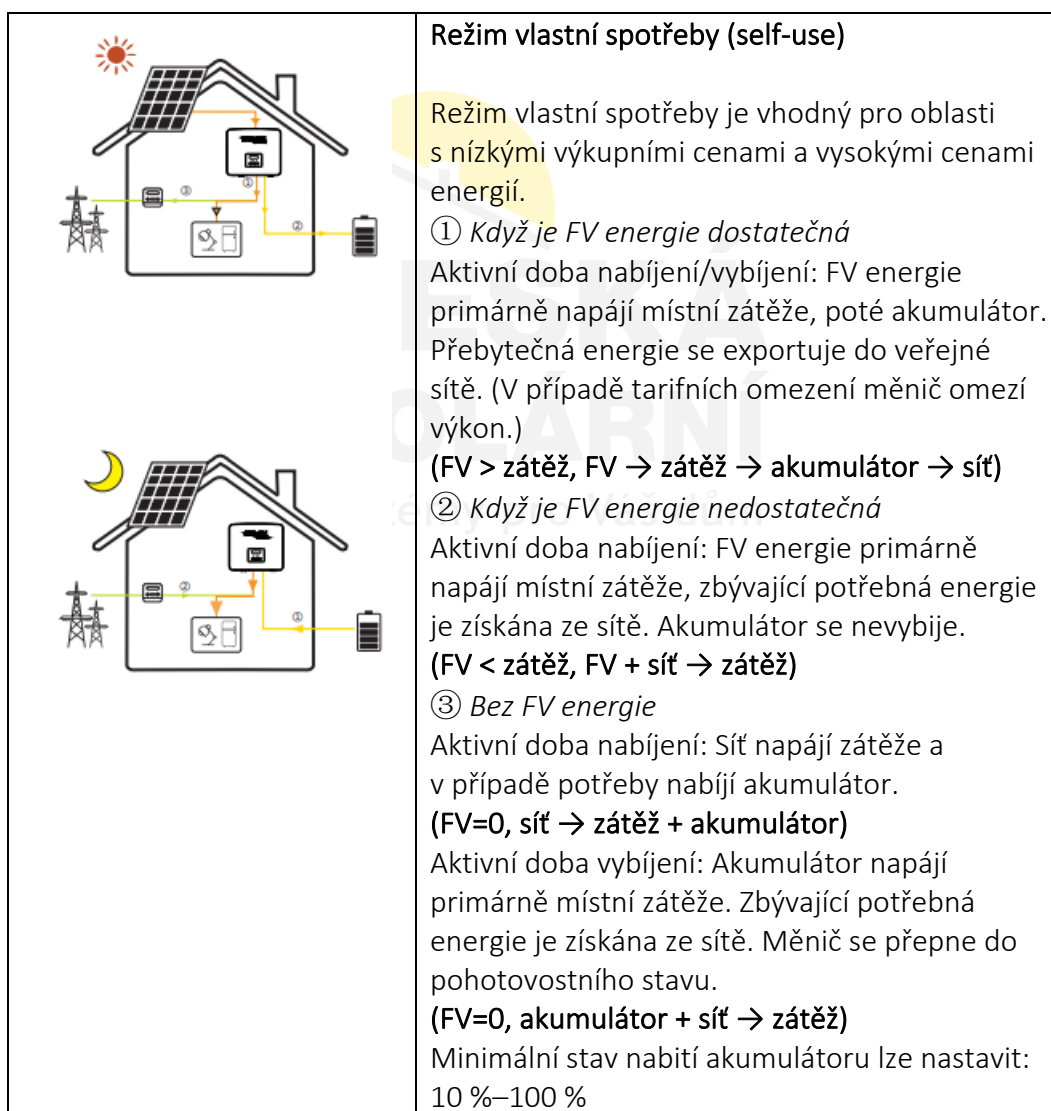 Režim vlastní spotřeby (self-use)
Režim vlastní spotřeby je vhodný pro oblasti
s nízkými výkupními cenami a vysokými cenami
energií.
① Když je FV energie dostatečná
Aktivní doba nabíjení/vybíjení: FV energie
primárně napájí místní zátěže, poté akumulátor.
Přebytečná energie se exportuje do veřejné
sítě. (V případě tarifních omezení měnič omezí
výkon.)
(FV > zátěž, FV → zátěž → akumulátor → síť)
② Když je FV energie nedostatečná
Aktivní doba nabíjení: FV energie primárně
napájí místní zátěže, zbývající potřebná energie
je získána ze sítě. Akumulátor se nevybije.
(FV < zátěž, FV + síť → zátěž)
③ Bez FV energie
Aktivní doba nabíjení: Síť napájí zátěže a
v případě potřeby nabíjí akumulátor.
(FV=0, síť → zátěž + akumulátor)
Aktivní doba vybíjení: Akumulátor napájí
primárně místní zátěže. Zbývající potřebná
energie je získána ze sítě. Měnič se přepne do
pohotovostního stavu.
(FV=0, akumulátor + síť → zátěž)
Minimální stav nabití akumulátoru lze nastavit:
10 %–100 %
①
③
②
②
①